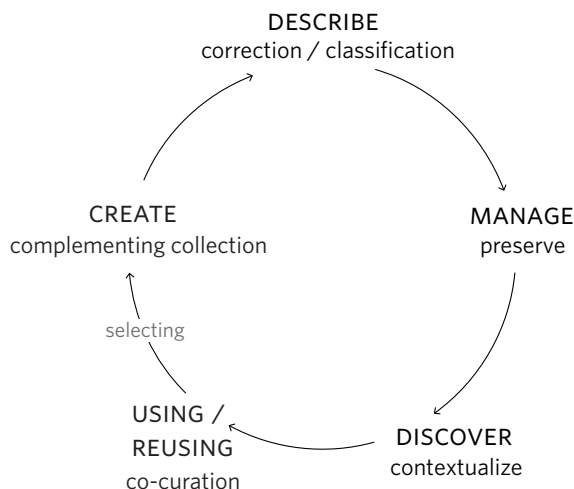 DESCRIBE
correction / classification
MANAGE
preserve
DISCOVER
contextualize
USING /
REUSING
co-curation
selecting
CREATE
complementing collection